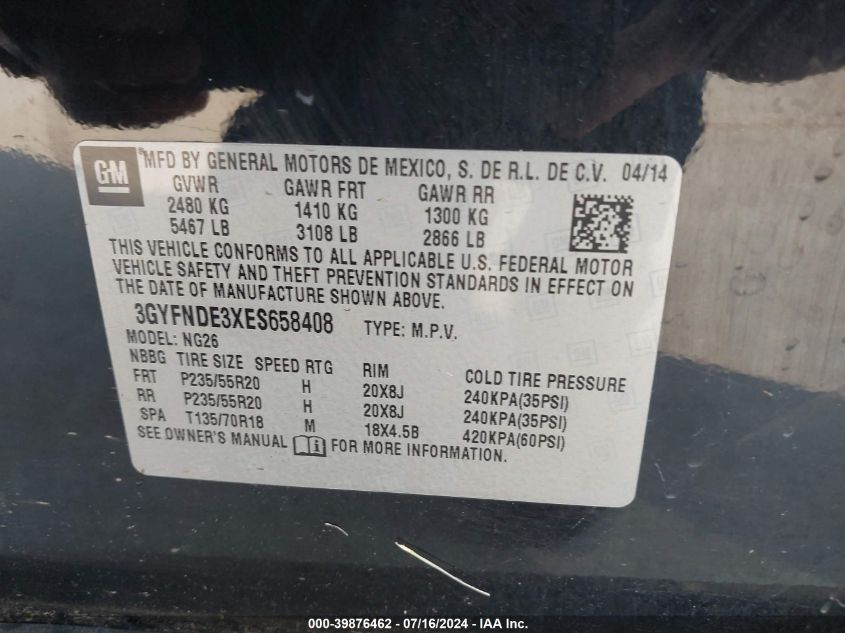 GM
®MFD BY GENERAL MOTORS DE MEXICO, S. DE R.L. DE C.V. 04/14
GVWR GAWR FRT GAWR RR
2480 KG 1410 KG 1300 KG
5467 LB 3108 LB 2866 LB
THIS VEHICLE CONFORMS TO ALL APPLICABLE U.S. FEDERAL MOTOR
VEHICLE SAFETY AND THEFT PREVENTION STANDARDS IN EFFECT ON
THE DATE OF MANUFACTURE SHOWN ABOVE.
3GYFNDE3XES658408 TYPE: M.P.V.
MODEL: NG26
NBBG TIRE SIZE SPEED RTG RIM COLD TIRE PRESSURE
FRT P235/55R20 H 20X8J 240KPA(35PSI)
RR P235/55R20 H 20X8J 240KPA(35PSI)
SPA T135/70R18 M 18X4.5B 420KPA(60PSI)
SEE OWNER'S MANUAL i FOR MORE INFORMATION.
000-39876462 - 07/16/2024 - IAA Inc.